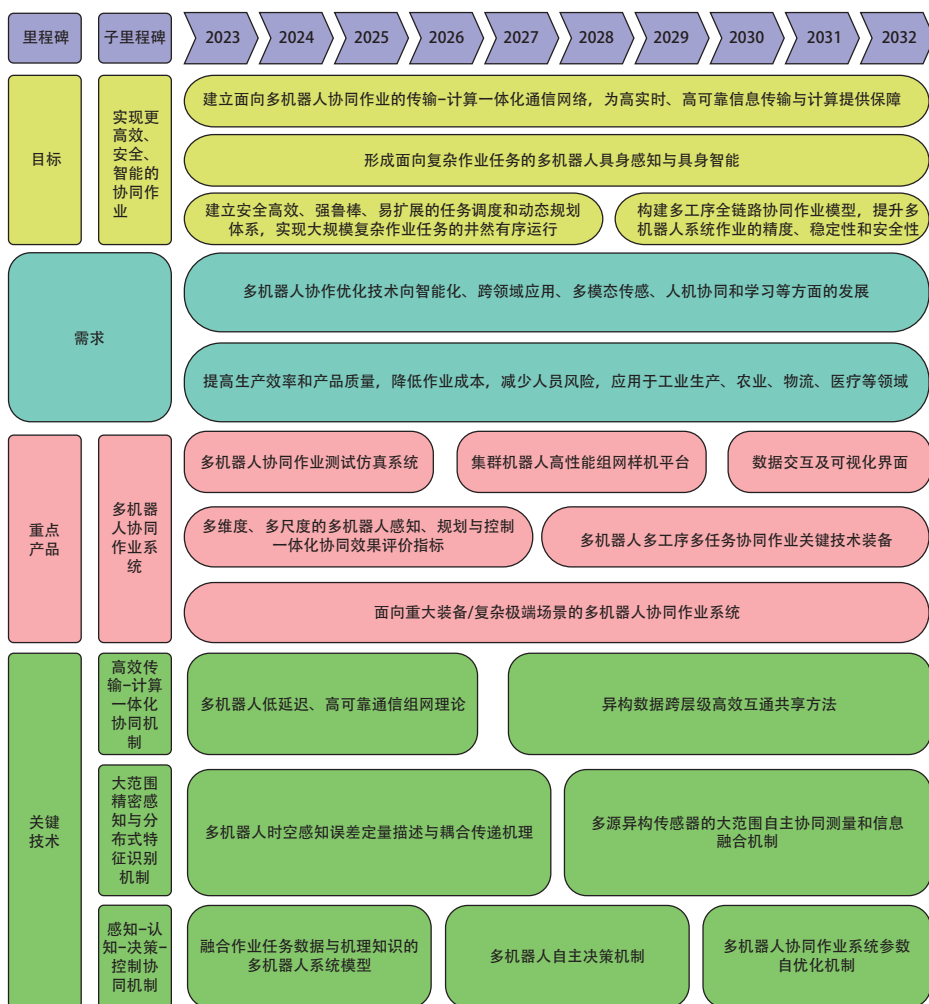 里程碑
子里程碑
2023
2024
2025
2026
2027
2028
2029
2030
2031
2032
目标
实现更
高效、
安全、
智能的
协同作
业
建立面向多机器人协同作业的传输–计算一体化通信网络，为高实时、高可靠信息传输与计算提供保障
形成面向复杂作业任务的多机器人具身感知与具身智能
建立安全高效、强鲁棒、易扩展的任务调度和动态规划
体系，实现大规模复杂作业任务的井然有序运行
构建多工序全链路协同作业模型，提升多
机器人系统作业的精度、稳定性和安全性
需求
多机器人协作优化技术向智能化、跨领域应用、多模态传感、人机协同和学习等方面的发展
提高生产效率和产品质量，降低作业成本，减少人员风险，应用于工业生产、农业、物流、医疗等领域
重点
产品
多机器
人协同
作业系
统
多机器人协同作业测试仿真系统
集群机器人高性能组网样机平台
数据交互及可视化界面
多维度、多尺度的多机器人感知、规划与控制
一体化协同效果评价指标
多机器人多工序多任务协同作业关键技术装备
面向重大装备/复杂极端场景的多机器人协同作业系统
关键
技术
高效传
输–计算
一体化
协同机
制
多机器人低延迟、高可靠通信组网理论
异构数据跨层级高效互通共享方法
大范围
精密感
知与分
布式特
征识别
机制
多机器人时空感知误差定量描述与耦合传递机理
多源异构传感器的大范围自主协同测量和信息
融合机制
感知–认
知–决策–
控制协
同机制
融合作业任务数据与机理知识的
多机器人系统模型
多机器人自主决策机制
多机器人协同作业系统参数
自优化机制